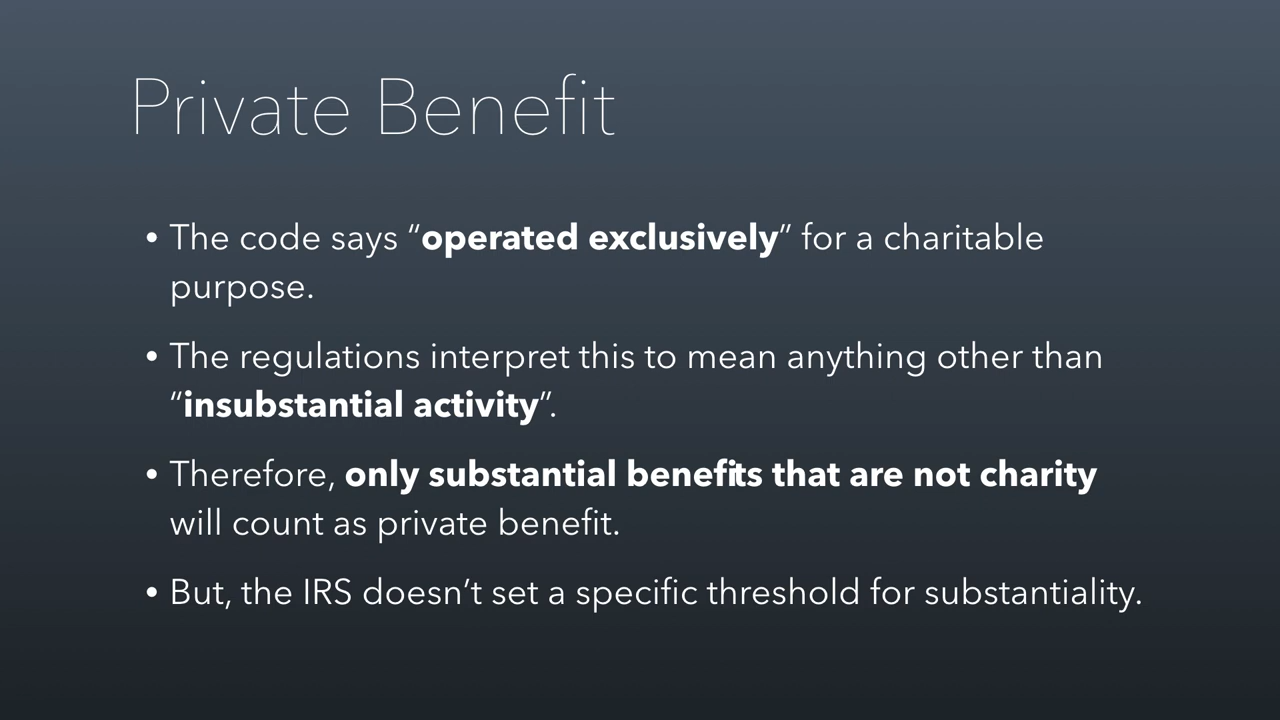 Private Benefit
• The code says “operated exclusively” for a charitable
purpose.
• The regulations interpret this to mean anything other than
“insubstantial activity”.
• Therefore, only substantial benefits that are not charity
will count as private benefit.
• But, the IRS doesn’t set a specific threshold for substantiality.